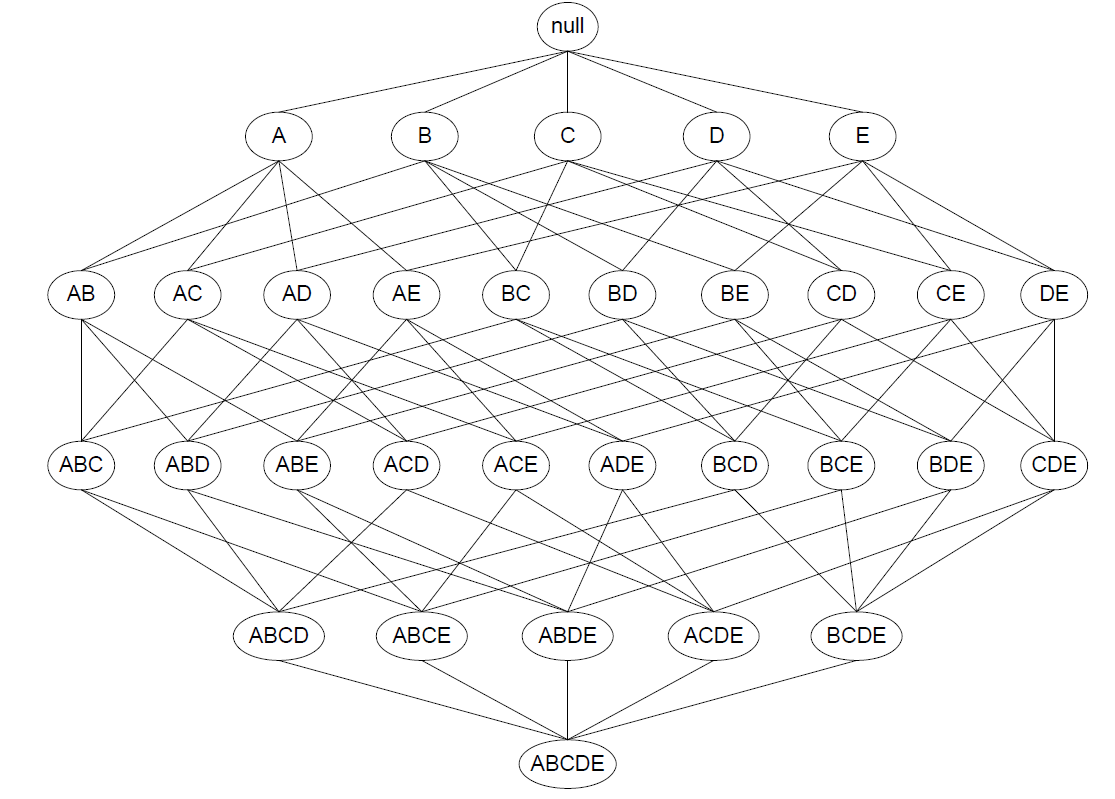 null
A B C D E
AB AC AD AE BC BD BE CD CE DE
ABC ABD ABE ACD ACE ADE BCD BCE BDE CDE
ABCD ABCE ABDE ACDE BCDE
ABCDE